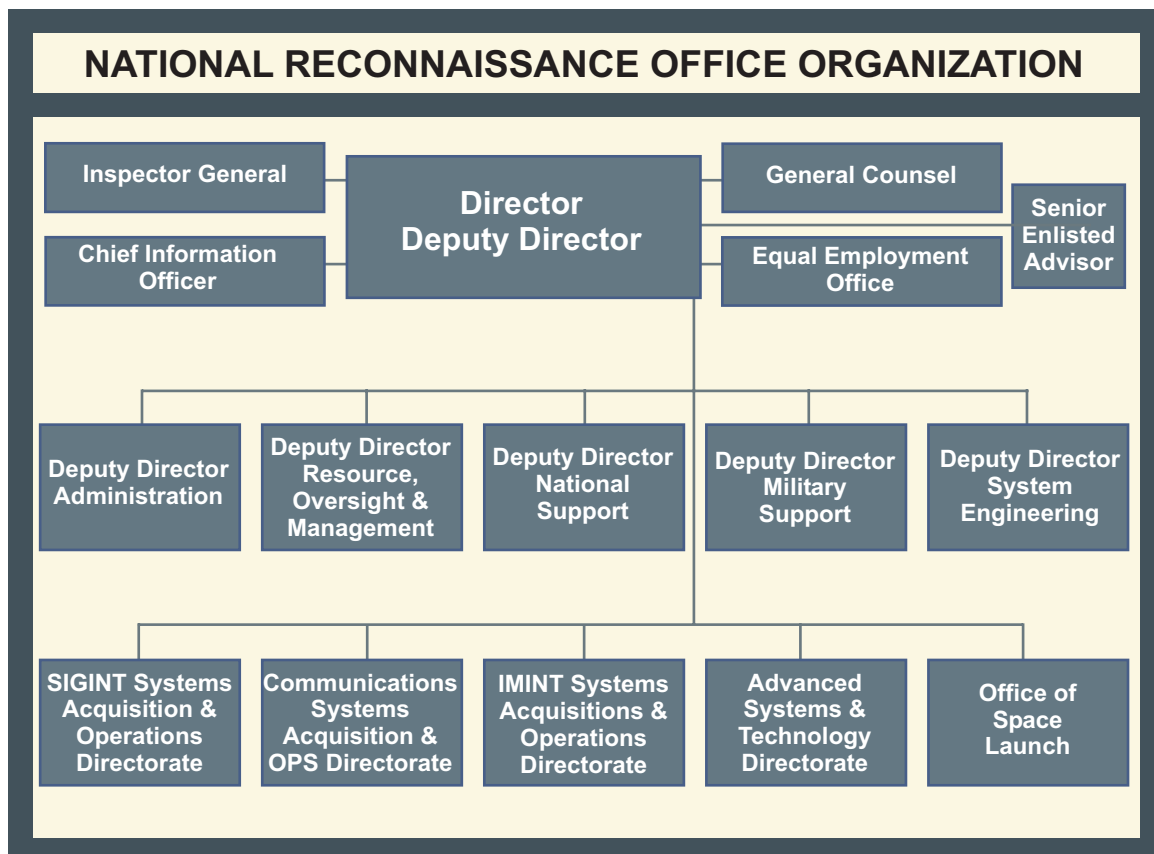 NATIONAL RECONNAISSANCE OFFICE ORGANIZATION
Inspector General
Director
Deputy Director
General Counsel
Senior
Enlisted
Advisor
Chief Information
Officer
Equal Employment
Office
Deputy Director
Administration
Deputy Director
Resource,
Oversight &
Management
Deputy Director
National
Support
Deputy Director
Military
Support
Deputy Director
System
Engineering
SIGINT Systems
Acquisition &
Operations
Directorate
Communications
Systems
Acquisition &
OPS Directorate
IMINT Systems
Acquisitions &
Operations
Directorate
Advanced
Systems &
Technology
Directorate
Office of
Space
Launch